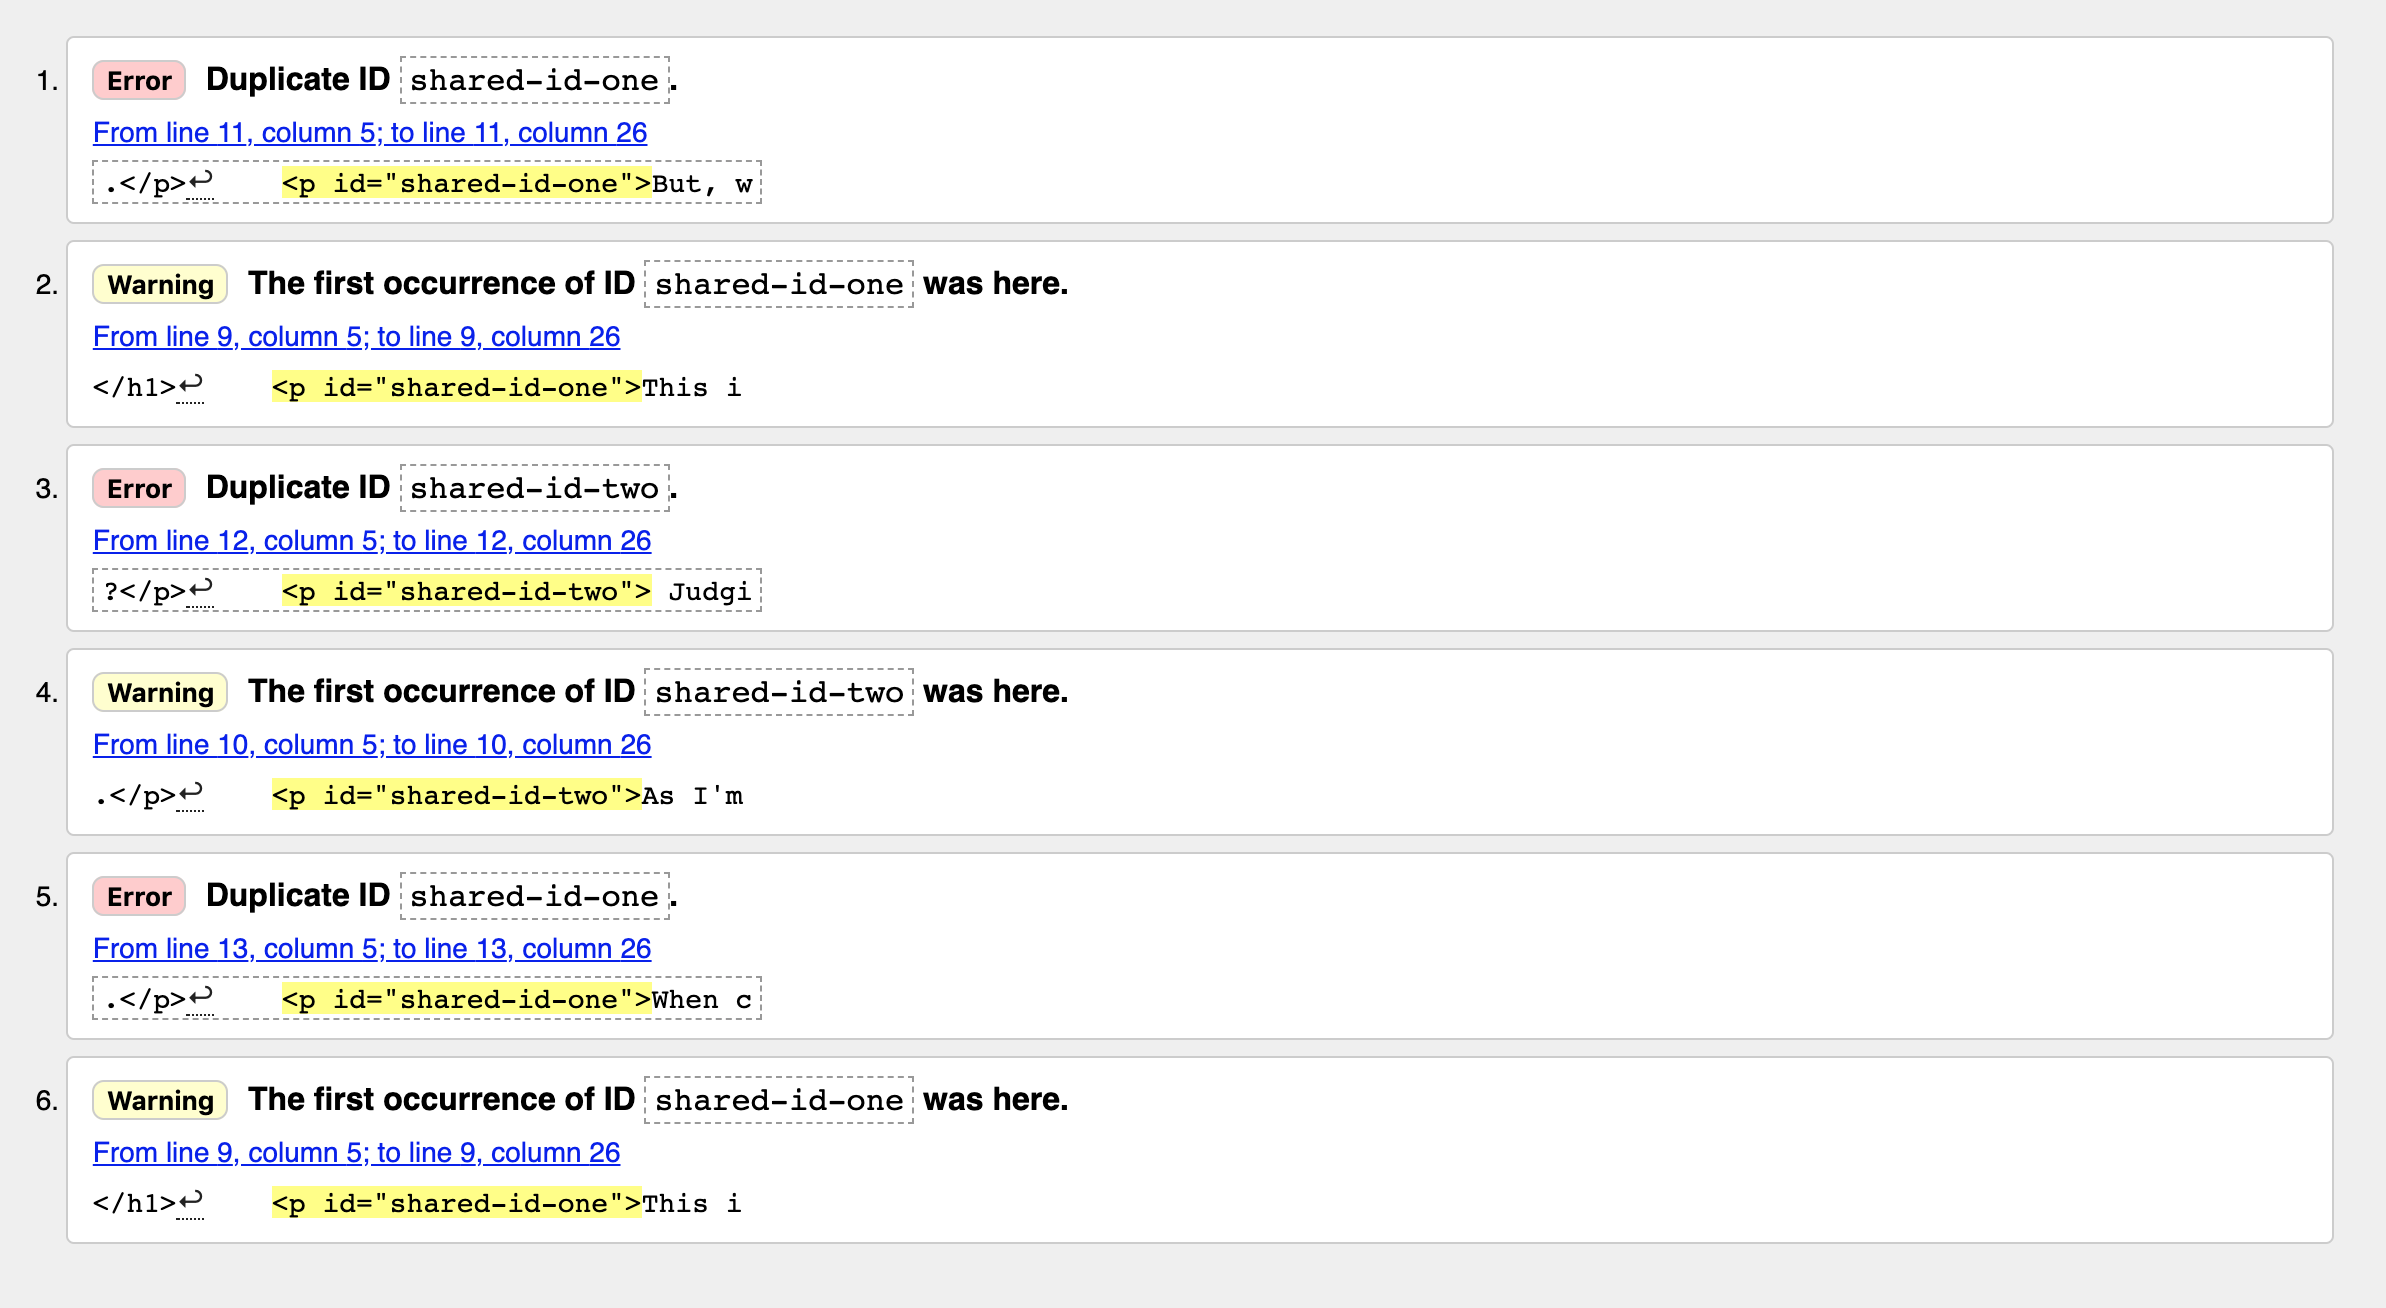 1. Error Duplicate ID shared-id-one.
From line 11, column 5; to line 11, column 26
.</p>↩    <p id="shared-id-one">But, w
2. Warning The first occurrence of ID shared-id-one was here.
From line 9, column 5; to line 9, column 26
</h1>↩    <p id="shared-id-one">This i
3. Error Duplicate ID shared-id-two.
From line 12, column 5; to line 12, column 26
?</p>↩    <p id="shared-id-two"> Judgi
4. Warning The first occurrence of ID shared-id-two was here.
From line 10, column 5; to line 10, column 26
.</p>↩    <p id="shared-id-two">As I'm
5. Error Duplicate ID shared-id-one.
From line 13, column 5; to line 13, column 26
.</p>↩    <p id="shared-id-one">When c
6. Warning The first occurrence of ID shared-id-one was here.
From line 9, column 5; to line 9, column 26
</h1>↩    <p id="shared-id-one">This i